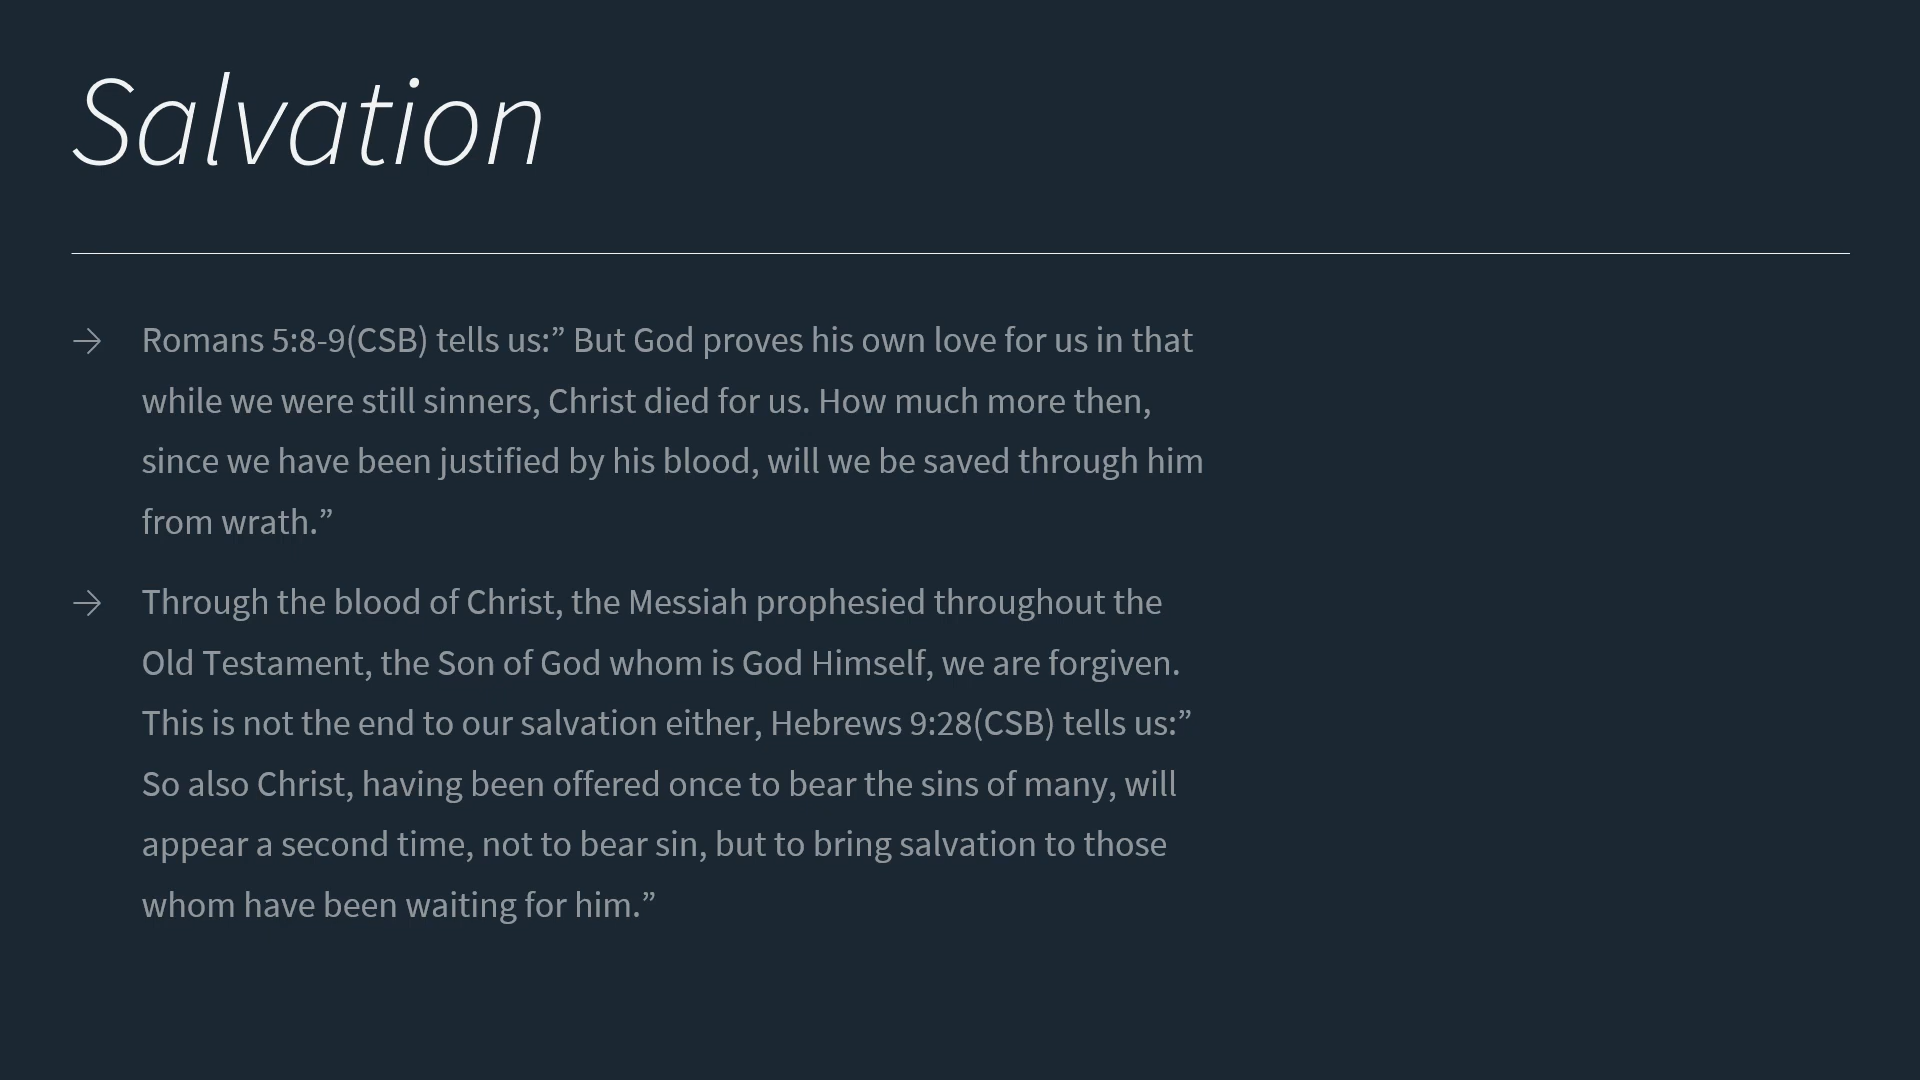 Salvation
→ Romans 5:8-9(CSB) tells us:” But God proves his own love for us in that
while we were still sinners, Christ died for us. How much more then,
since we have been justified by his blood, will we be saved through him
from wrath.”
→ Through the blood of Christ, the Messiah prophesied throughout the
Old Testament, the Son of God whom is God Himself, we are forgiven.
This is not the end to our salvation either, Hebrews 9:28(CSB) tells us:”
So also Christ, having been offered once to bear the sins of many, will
appear a second time, not to bear sin, but to bring salvation to those
whom have been waiting for him.”